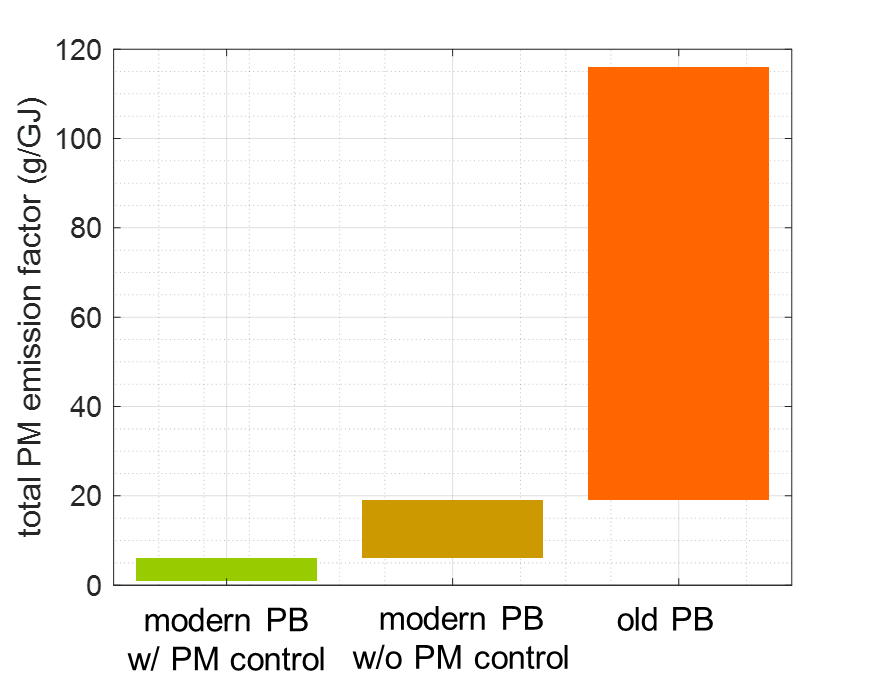 120
100
80
60
40
20
0
total PM emission factor (g/GJ)
modern PB
w/ PM control
modern PB
w/o PM control
old PB